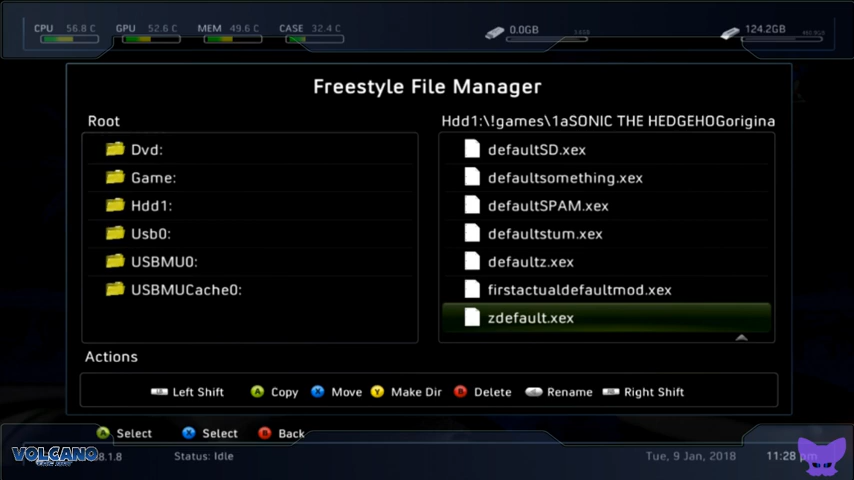 CPU 56.8 C GPU 52.6 C MEM 49.6 C CASE 32.4 C 0.0GB 124.2GB
Freestyle File Manager
Root
Dvd:
Game:
Hdd1:
Usb0:
USBMU0:
USBMUCache0:
Hdd1:\!games\1aSONIC THE HEDGEHOGorigina
defaultSD.xex
defaultsomething.xex
defaultSPAM.xex
defaultstum.xex
defaultz.xex
firstactualdefaultmod.xex
zdefault.xex
Actions
Left Shift A Copy X Move Y Make Dir B Delete Rename Right Shift
A Select X Select B Back
VOLCANO
8.1.8 Status: Idle Tue, 9 Jan, 2018 11:28 pm